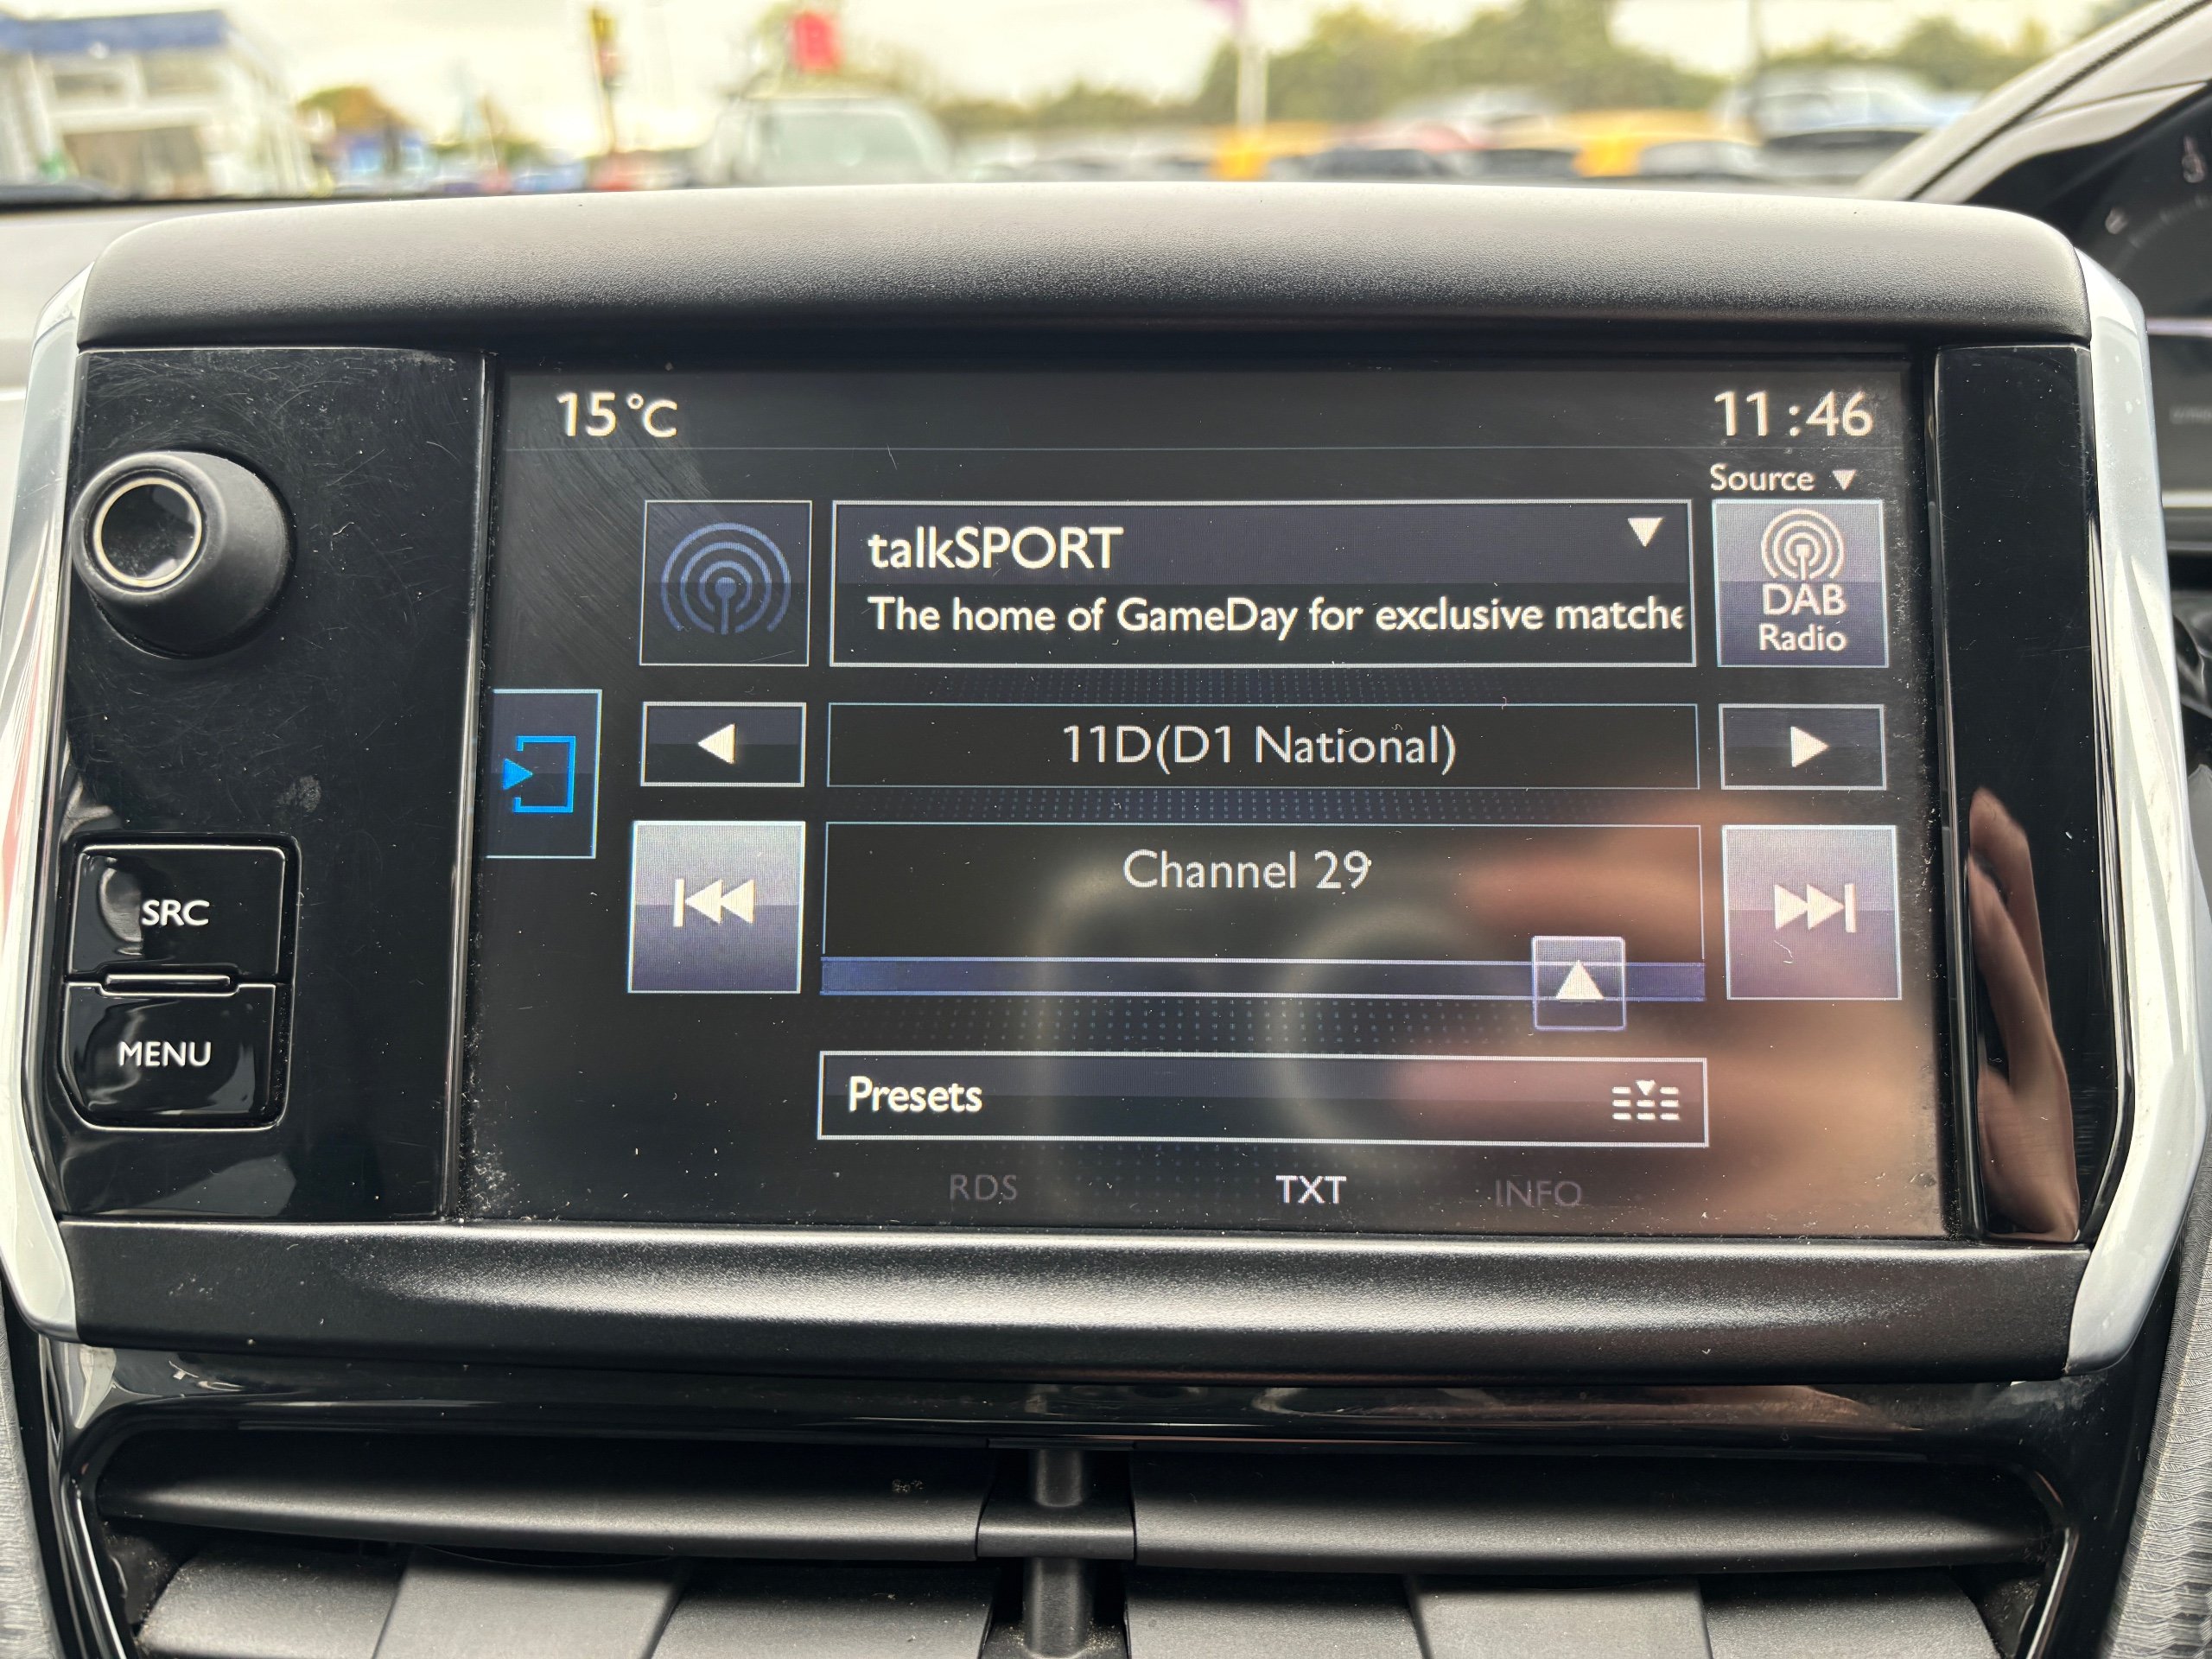 15°C
11:46
Source
talkSPORT
The home of GameDay for exclusive matche
DAB
Radio
11D(D1 National)
SRC
Channel 29
MENU
Presets
RDS
TXT
INFO